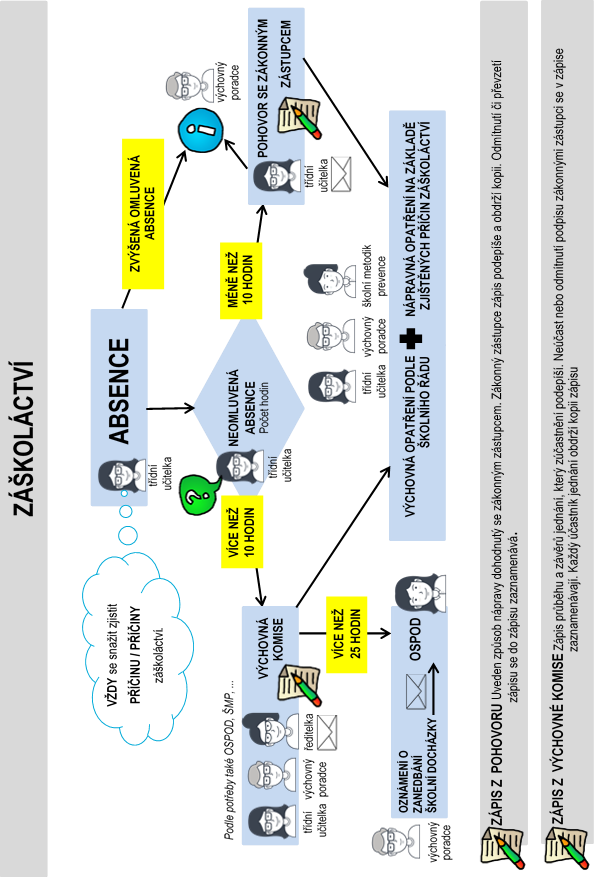 ZÁŠKOLÁCTVÍ
VŽDY se snažit zjistit
PŘÍČINU / PŘÍČINY
záškoláctví.
ABSENCE
třídní
učitelka
ZVÝŠENÁ OMLUVENÁ
ABSENCE
výchovný
poradce
NEOMLUVENÁ
ABSENCE
Počet hodin
třídní
učitelka
VÍCE NEŽ
10 HODIN
MÉNĚ NEŽ
10 HODIN
POHOVOR SE ZÁKONNÝM
ZÁSTUPCEM
třídní
učitelka
Podle potřeby také OSPOD, ŠMP, ...
VÝCHOVNÁ
KOMISE
třídní
učitelka
výchovný
poradce
ředitelka
VÍCE NEŽ
25 HODIN
třídní
učitelka
výchovný
poradce
školní metodik
prevence
VÝCHOVNÁ OPATŘENÍ PODLE
ŠKOLNÍHO ŘÁDU
NÁPRAVNÁ OPATŘENÍ NA ZÁKLADĚ
ZJIŠTĚNÝCH PŘÍČIN ZÁŠKOLÁCTVÍ
OSPOD
OZNÁMENÍ O
ZANEDBÁNÍ
ŠKOLNÍ DOCHÁZKY
výchovný
poradce
ZÁPIS Z POHOVORU Uveden způsob nápravy dohodnutý se zákonným zástupcem. Zákonný zástupce zápis podepíše a obdrží kopii. Odmítnutí či převzetí
zápisu se do zápisu zaznamenává.
ZÁPIS Z VÝCHOVNÉ KOMISE Zápis průběhu a závěrů jednání, který zúčastnění podepíší. Neúčast nebo odmítnutí podpisu zákonnými zástupci se v zápise
zaznamenávají. Každý účastník jednání obdrží kopii zápisu